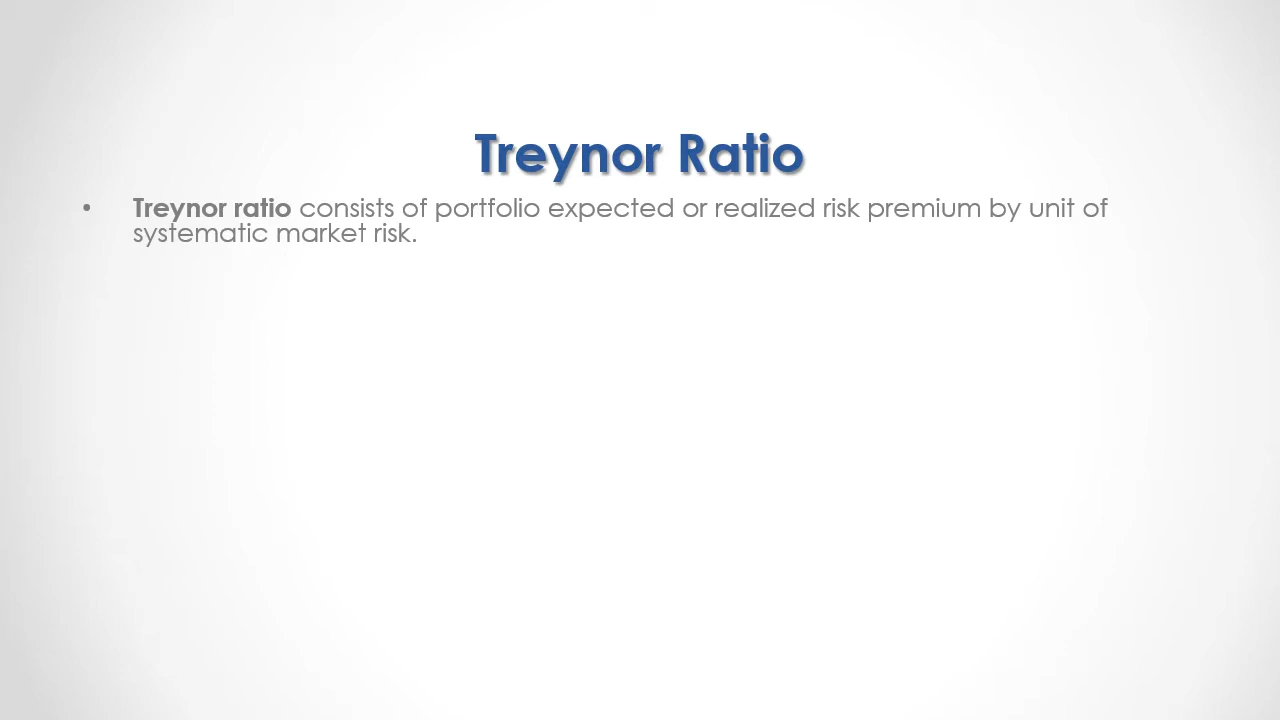 Treynor Ratio
• Treynor ratio consists of portfolio expected or realized risk premium by unit of
systematic market risk.